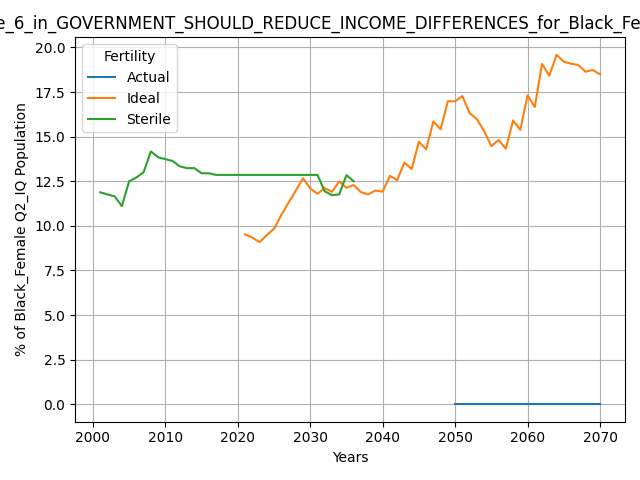 e_6_in_GOVERNMENT_SHOULD_REDUCE_INCOME_DIFFERENCES_for_Black_Fe
Fertility
Actual
Ideal
Sterile
% of Black_Female Q2_IQ Population
20.0
17.5
15.0
12.5
10.0
7.5
5.0
2.5
0.0
2000 2010 2020 2030 2040 2050 2060 2070
Years